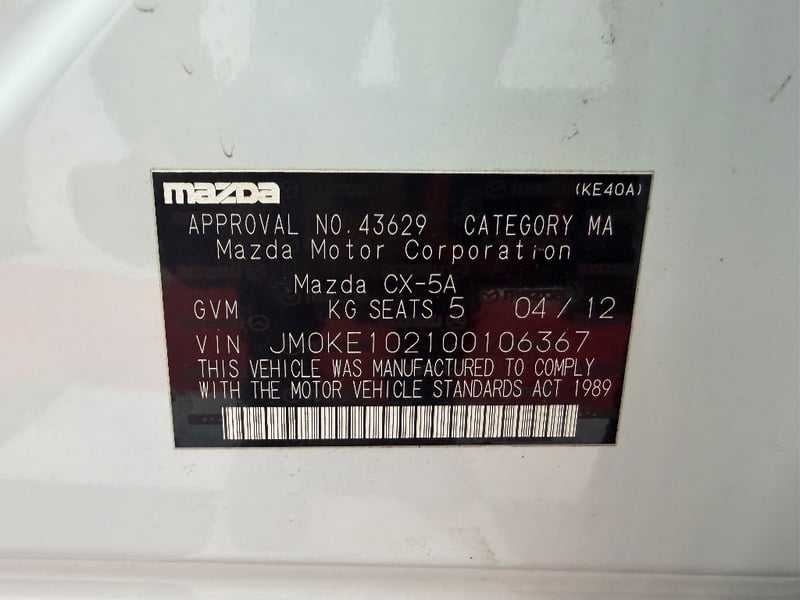 mazda (KE40A)
APPROVAL NO. 43629 CATEGORY MA
Mazda Motor Corporation
Mazda CX-5A
GVM KG SEATS 5 04 / 12
VIN JM0KE102100106367
THIS VEHICLE WAS MANUFACTURED TO COMPLY
WITH THE MOTOR VEHICLE STANDARDS ACT 1989